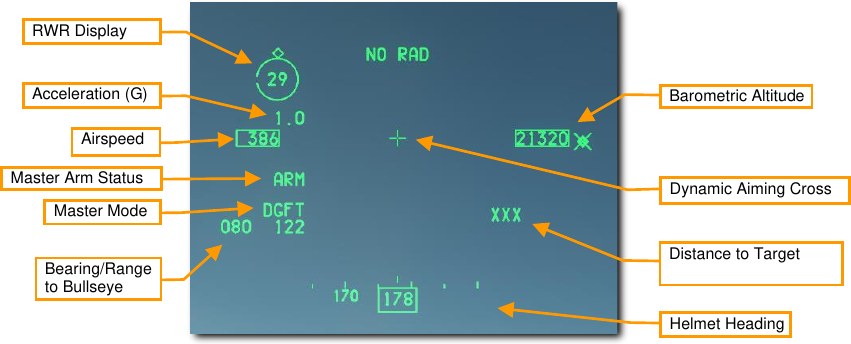 RWR Display
NO RAD
29
Acceleration (G)
1.0
Barometric Altitude
Airspeed
386
21320
Master Arm Status
ARM
Dynamic Aiming Cross
Master Mode
DGFT
XXX
080 122
Distance to Target
Bearing/Range
to Bullseye
170
178
Helmet Heading